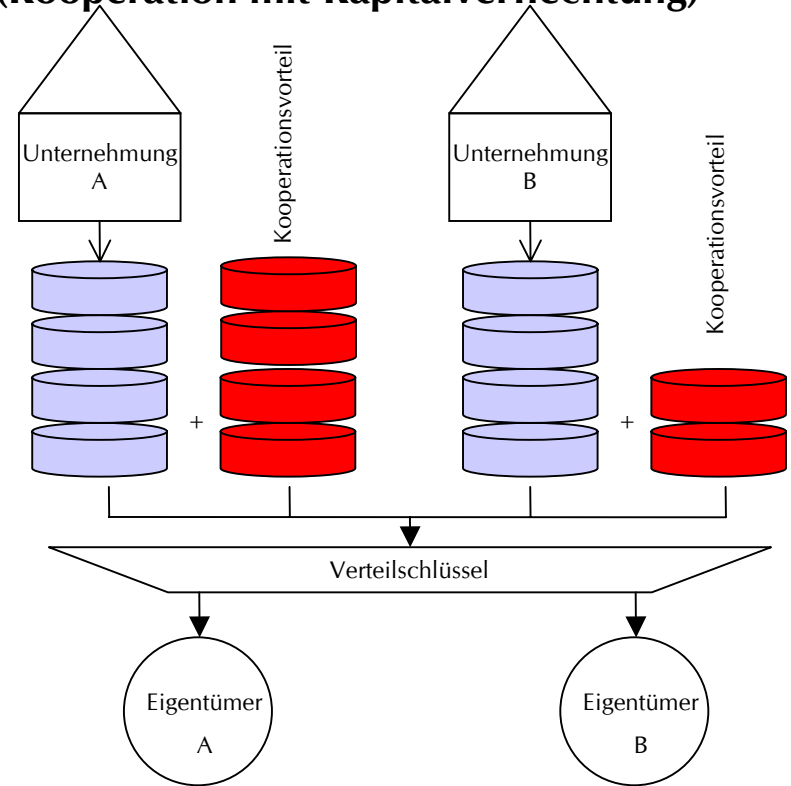 (Kooperation mit Kapitalverflechtung)
Unternehmung
A
Kooperationsvorteil
Unternehmung
B
Kooperationsvorteil
+
+
Verteilschlüssel
Eigentümer
A
Eigentümer
B